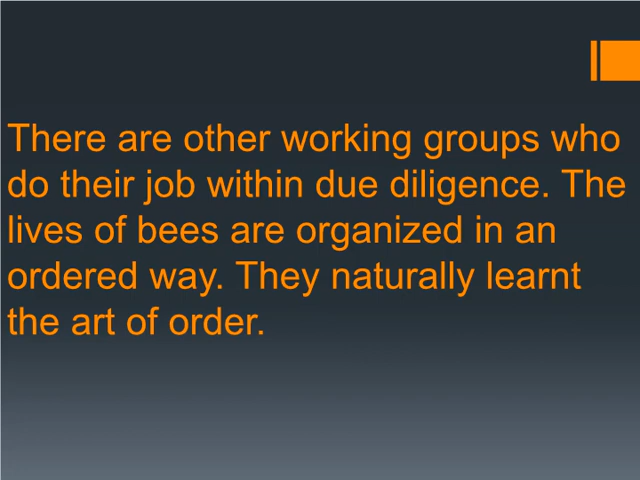 There are other working groups who
do their job within due diligence. The
lives of bees are organized in an
ordered way. They naturally learnt
the art of order.